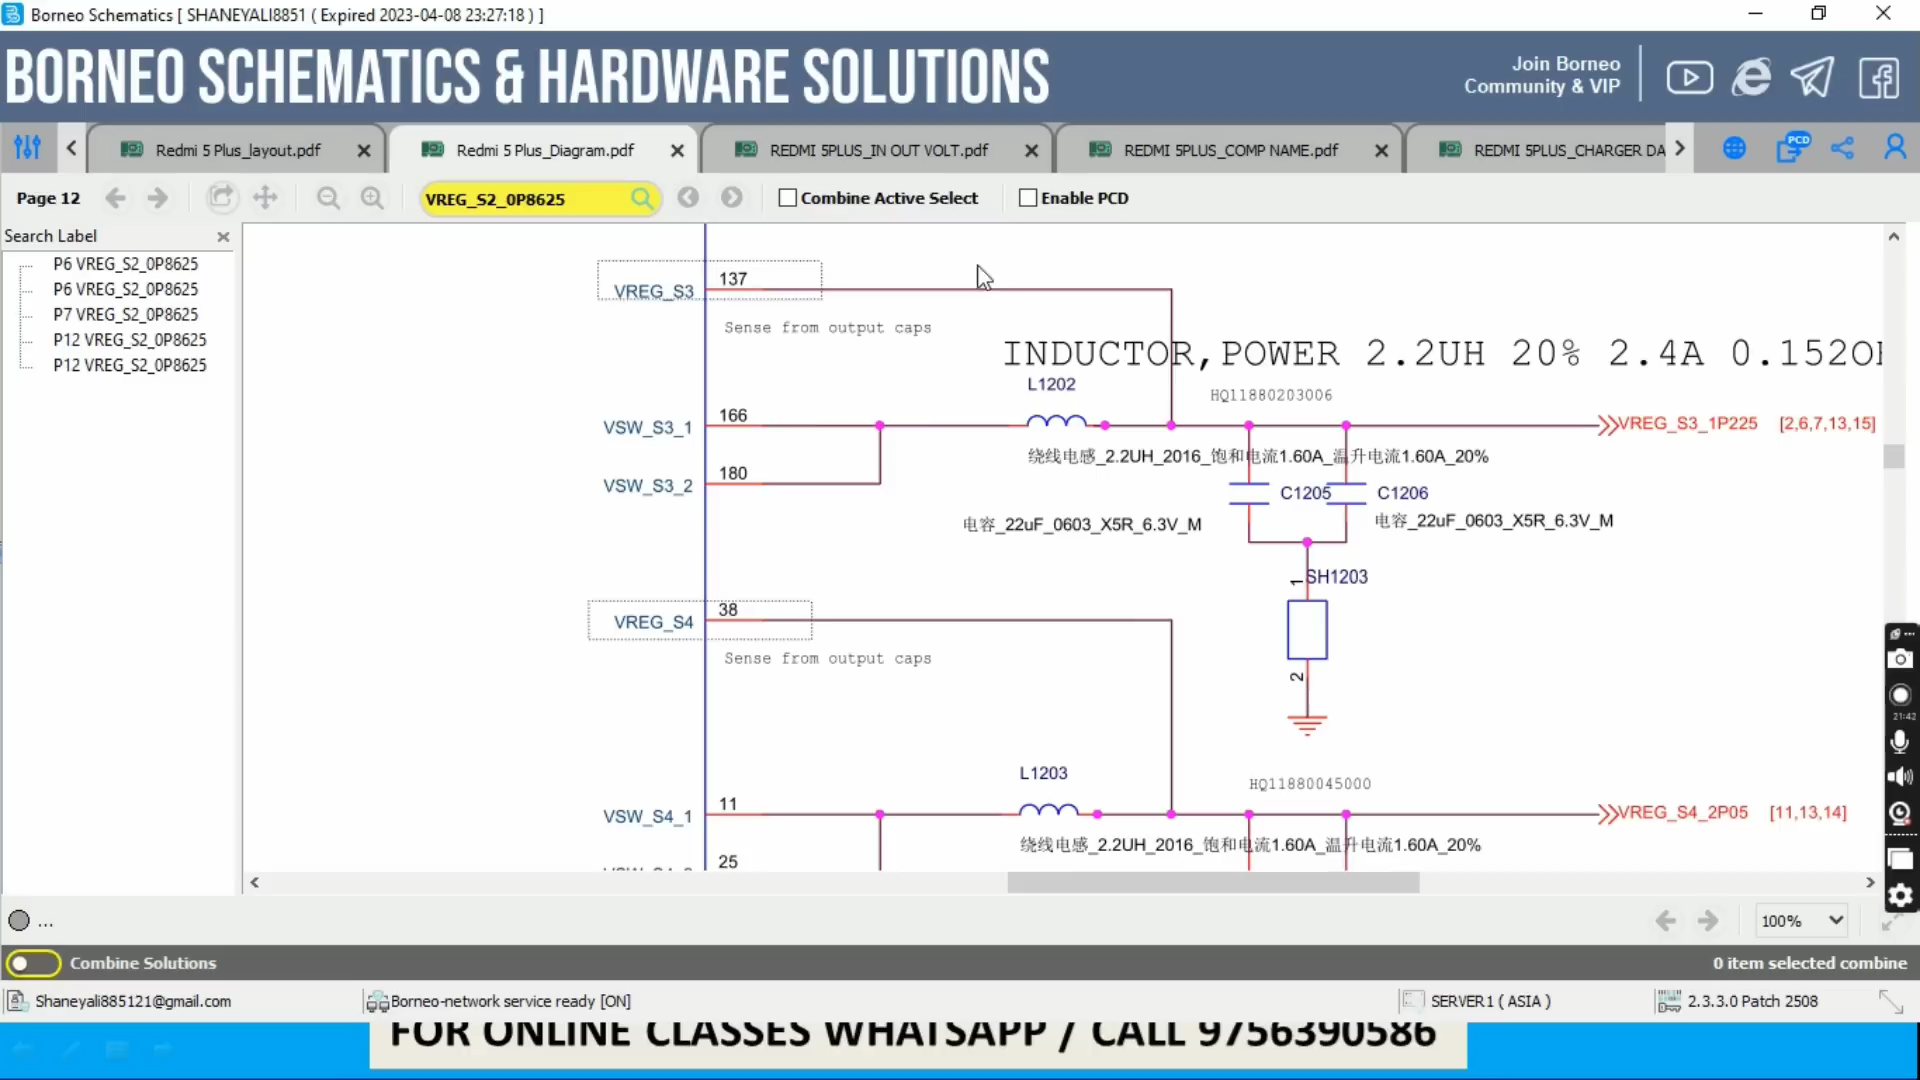 Borneo Schematics [ SHANEYALI8851 ( Expired 2023-04-08 23:27:18 ) ]
BORNEO SCHEMATICS & HARDWARE SOLUTIONS
Join Borneo
Community & VIP
Redmi 5 Plus_layout.pdf
Redmi 5 Plus_Diagram.pdf
REDMI 5PLUS_IN OUT VOLT.pdf
REDMI 5PLUS_COMP NAME.pdf
REDMI 5PLUS_CHARGER DA
PCD
Page 12
VREG_S2_0P8625
Combine Active Select
Enable PCD
Search Label
P6 VREG_S2_0P8625
P6 VREG_S2_0P8625
P7 VREG_S2_0P8625
P12 VREG_S2_0P8625
P12 VREG_S2_0P8625
VREG_S3
137
Sense from output caps
INDUCTOR,POWER 2.2UH 20% 2.4A 0.152OH
L1202
HQ11880203006
VSW_S3_1
166
VREG_S3_1P225
[2,6,7,13,15]
绕线电感_2.2UH_2016_饱和电流1.60A_温升电流1.60A_20%
VSW_S3_2
180
C1205
C1206
电容_22uF_0603_X5R_6.3V_M
电容_22uF_0603_X5R_6.3V_M
1
SH1203
2
VREG_S4
38
Sense from output caps
L1203
HQ11880045000
VSW_S4_1
11
VREG_S4_2P05
[11,13,14]
绕线电感_2.2UH_2016_饱和电流1.60A_温升电流1.60A_20%
25
21:42
...
100%
Combine Solutions
0 item selected combine
Shaneyali885121@gmail.com
Borneo-network service ready [ON]
SERVER1 ( ASIA )
2.3.3.0 Patch 2508
FOR ONLINE CLASSES WHATSAPP / CALL 9756390586